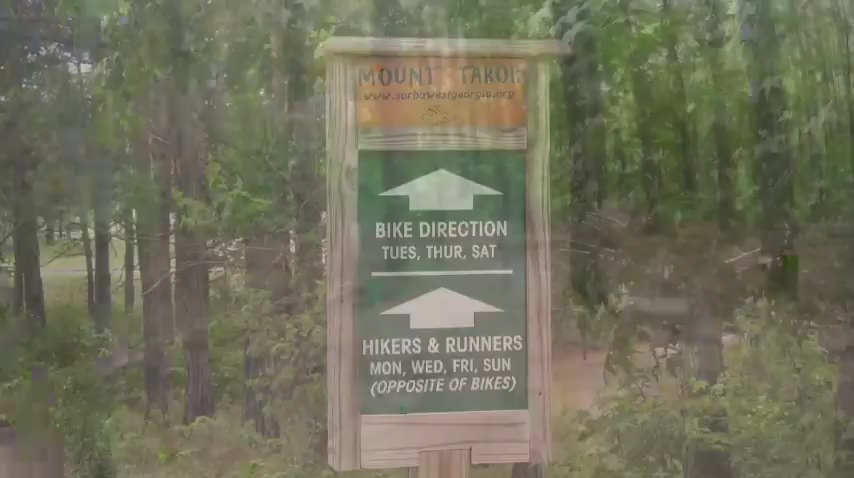 MOUNT TABOR
www.sorbawestgeorgia.org
BIKE DIRECTION
TUES, THUR, SAT
HIKERS & RUNNERS
MON, WED, FRI, SUN
(OPPOSITE OF BIKES)